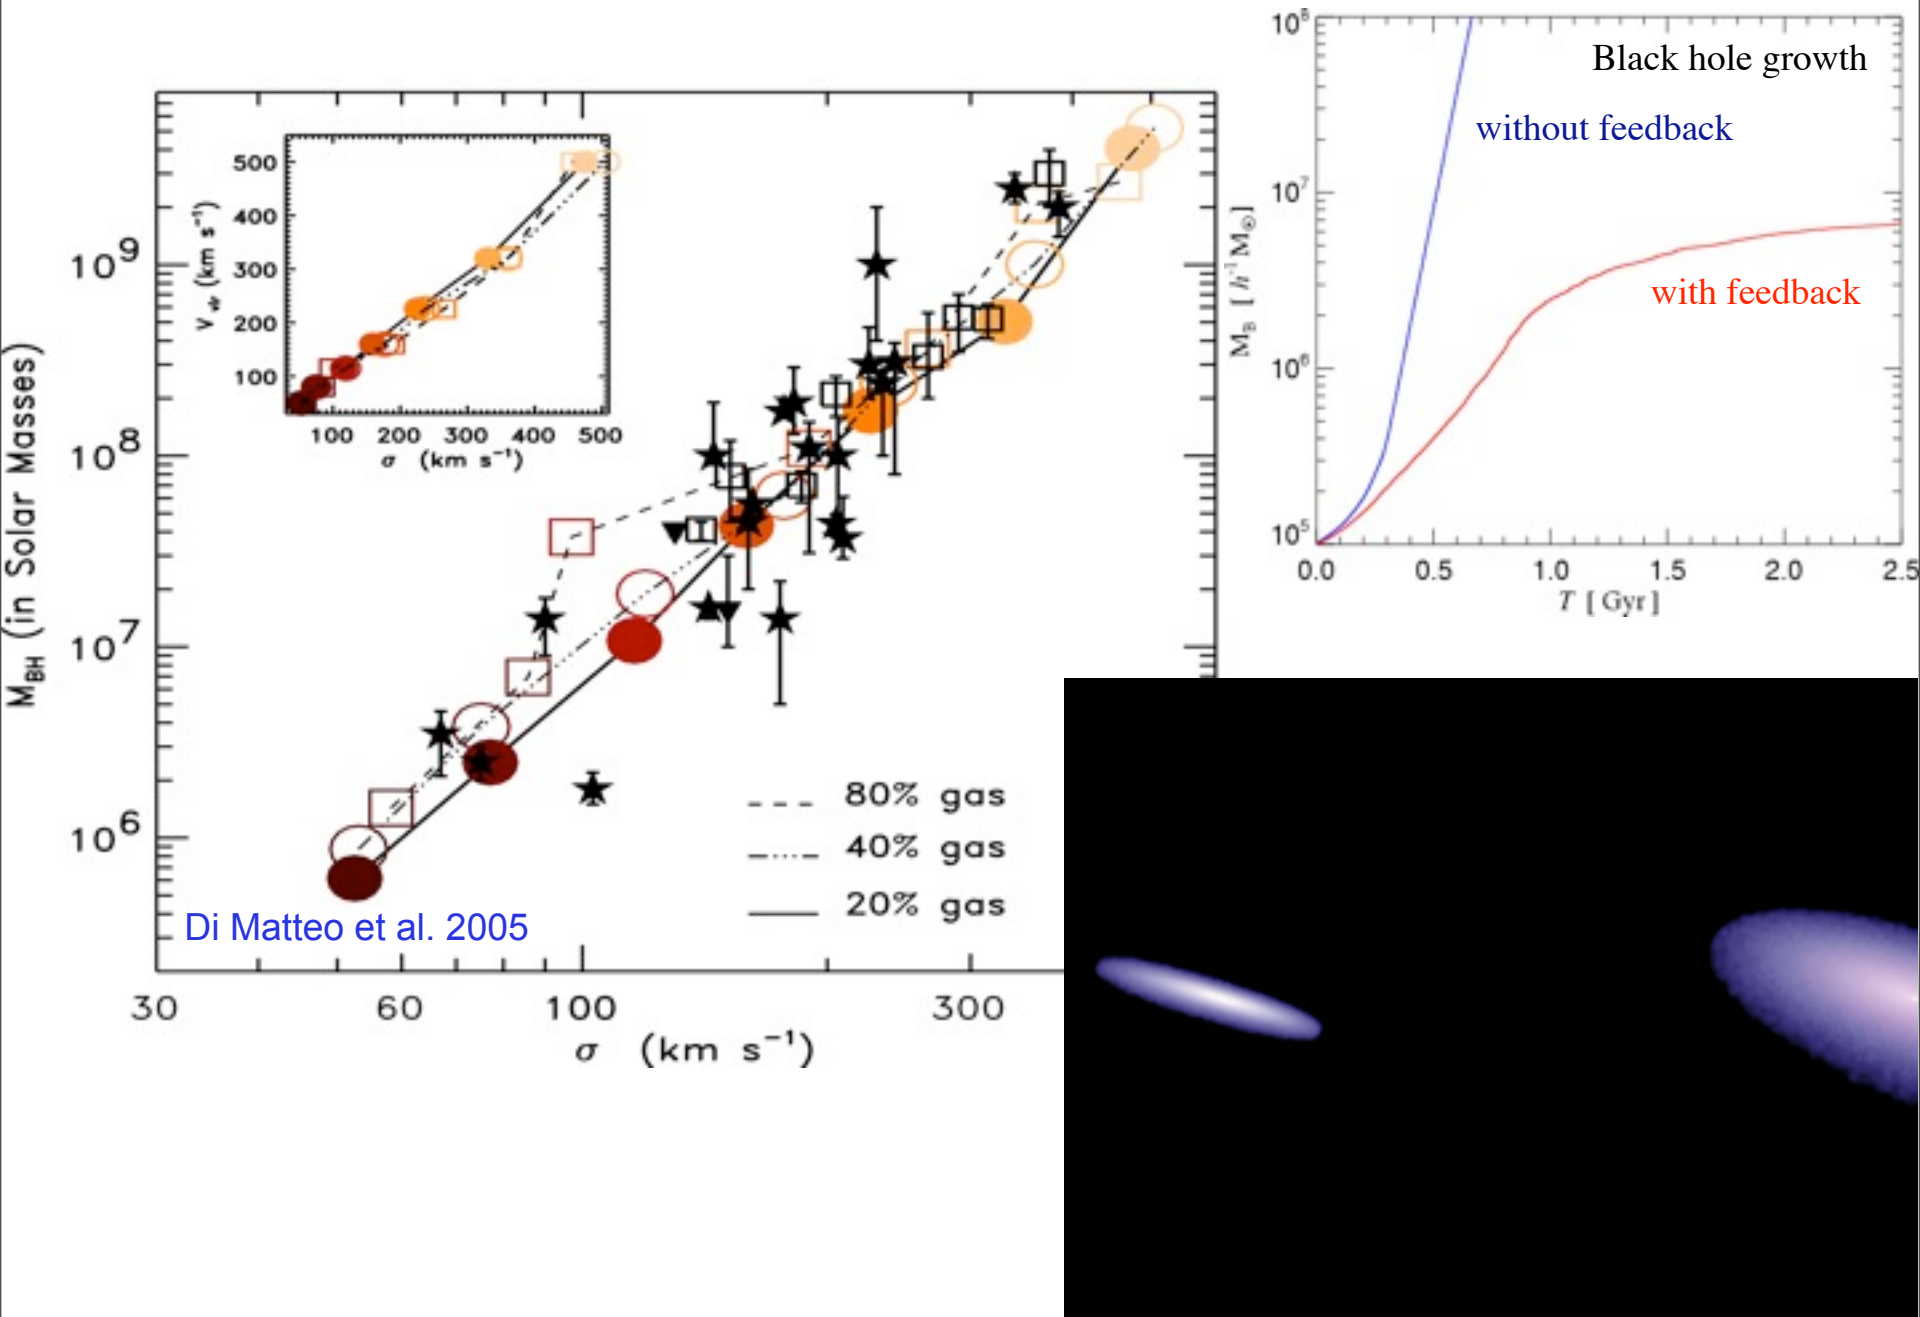 10⁹
10⁸
10⁷
10⁶
M_BH (in Solar Masses)
500
400
300
200
100
V_vir (km s⁻¹)
100 200 300 400 500
σ (km s⁻¹)
80% gas
40% gas
20% gas
Di Matteo et al. 2005
30 60 100 300
σ (km s⁻¹)
10⁸
10⁷
10⁶
10⁵
M_B [ h⁻¹ M_⊙ ]
Black hole growth
without feedback
with feedback
0.0 0.5 1.0 1.5 2.0 2.5
T [ Gyr ]